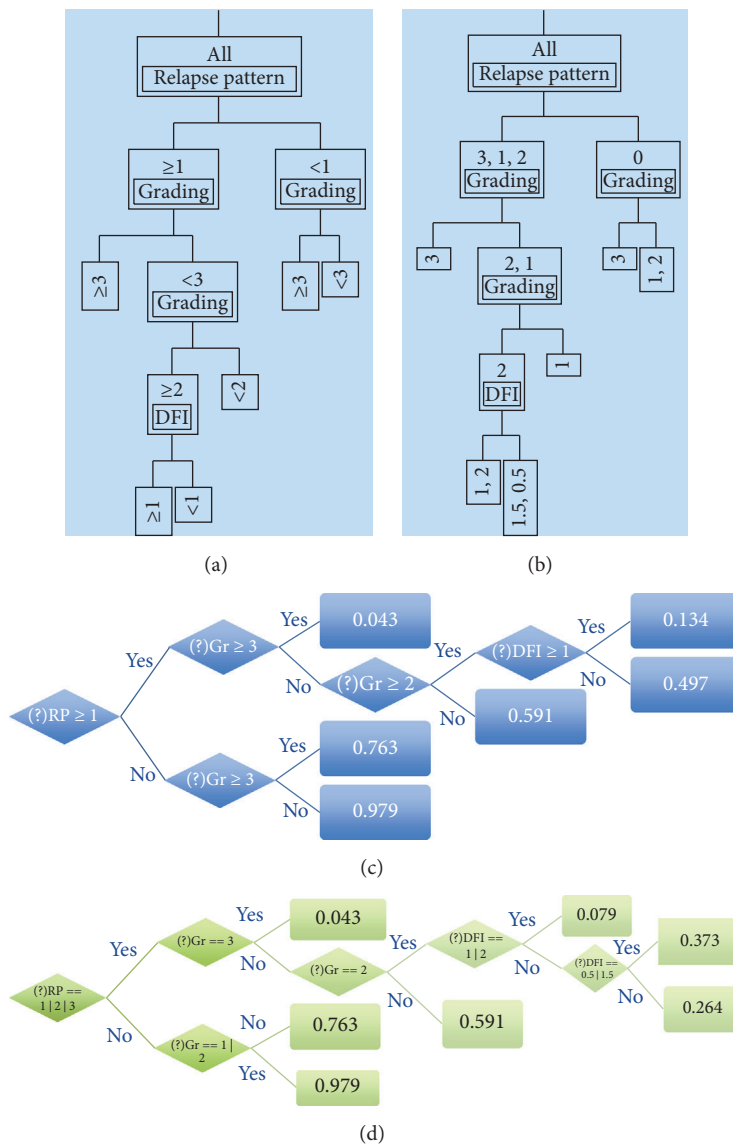 All
Relapse pattern
≥1
Grading
<1
Grading
≥3
<3
Grading
≥3
<3
≥2
DFI
<2
≥1
<1
(a)
All
Relapse pattern
3, 1, 2
Grading
0
Grading
3
2, 1
Grading
3
1, 2
2
DFI
1
1, 2
1.5, 0.5
(b)
(?)RP ≥ 1
Yes
No
(?)Gr ≥ 3
Yes
No
0.043
(?)Gr ≥ 2
Yes
No
(?)DFI ≥ 1
Yes
No
0.134
0.497
0.591
(?)Gr ≥ 3
Yes
No
0.763
0.979
(c)
(?)RP ==
1 | 2 | 3
Yes
No
(?)Gr == 3
Yes
No
0.043
(?)Gr == 2
Yes
No
(?)DFI ==
1 | 2
Yes
No
0.079
(?)DFI ==
0.5 | 1.5
Yes
No
0.373
0.264
0.591
(?)Gr == 1 |
2
No
Yes
0.763
0.979
(d)